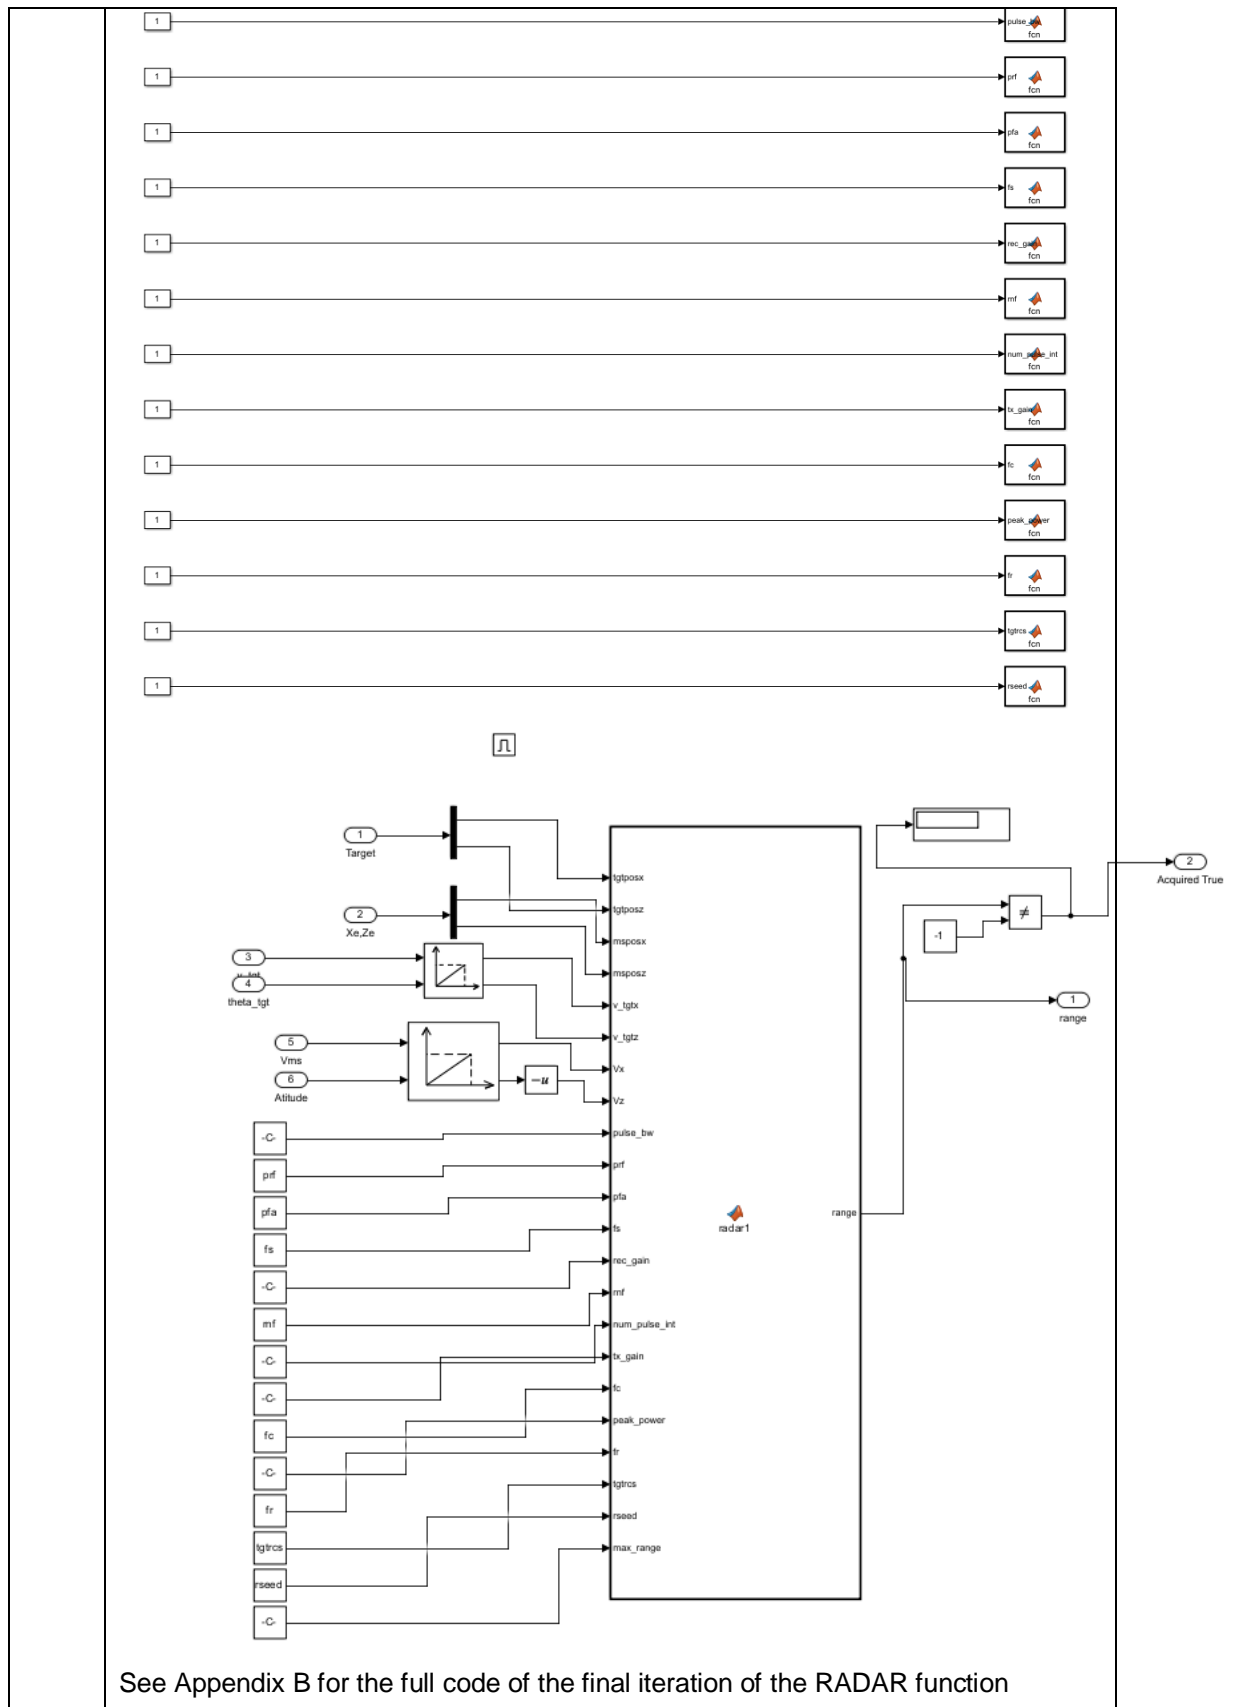 1
pulse_bw
fcn
1
prf
fcn
1
pfa
fcn
1
fs
fcn
1
rec_gain
fcn
1
rnf
fcn
1
num_pulse_int
fcn
1
tx_gain
fcn
1
fc
fcn
1
peak_power
fcn
1
fr
fcn
1
tgtrcs
fcn
1
rseed
fcn
1
Target
2
Xe,Ze
3
4
theta_tgt
5
Vms
6
Atitude
-u
-C-
prf
pfa
fs
-C-
rnf
-C-
-C-
fc
-C-
fr
tgtrcs
rseed
-C-
tgtposx
tgtposz
msposx
msposz
v_tgtx
v_tgtz
Vx
Vz
pulse_bw
prf
pfa
fs
rec_gain
rnf
num_pulse_int
tx_gain
fc
peak_power
fr
tgtrcs
rseed
max_range
radar1
range
-1
≠
2
Acquired True
1
range
See Appendix B for the full code of the final iteration of the RADAR function